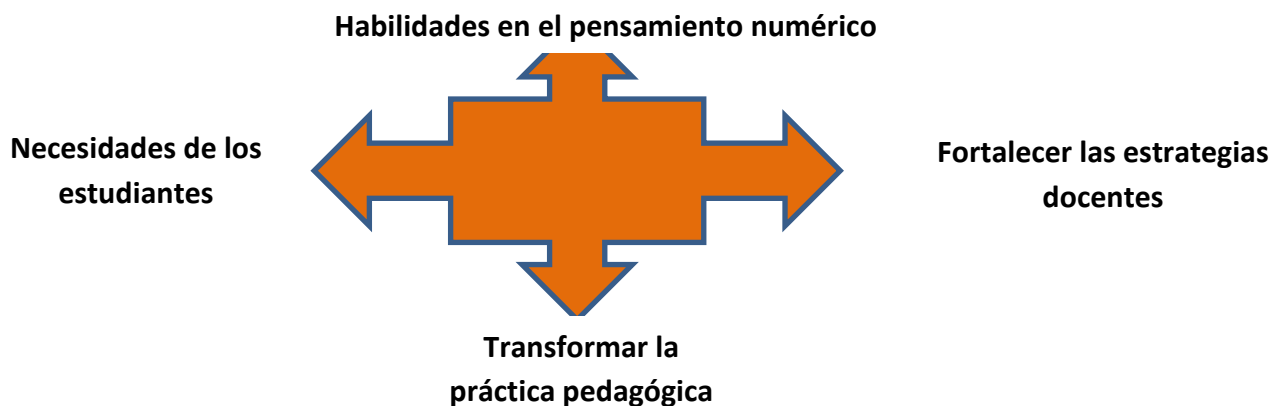 Habilidades en el pensamiento numérico
Necesidades de los
estudiantes
Fortalecer las estrategias
docentes
Transformar la
práctica pedagógica